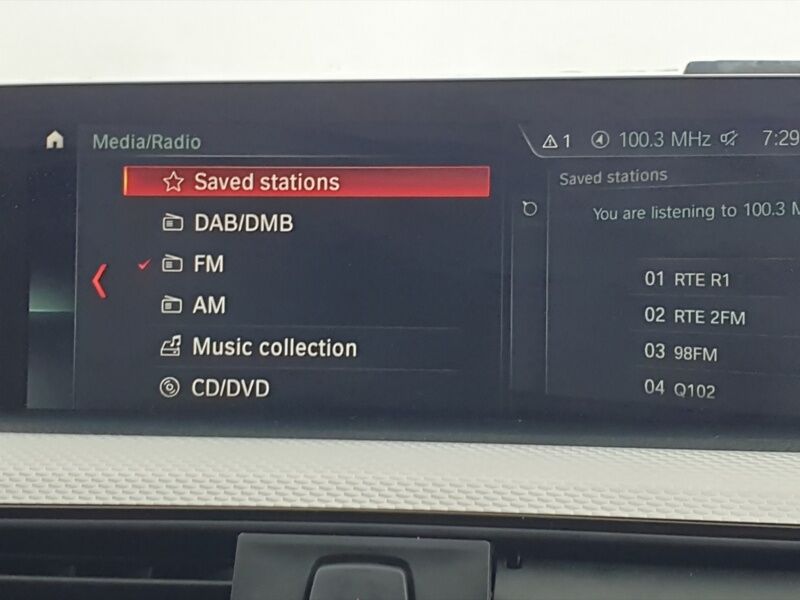 Media/Radio
1 100.3 MHz 7:29
Saved stations
DAB/DMB
FM
AM
Music collection
CD/DVD
Saved stations
You are listening to 100.3 M
01 RTE R1
02 RTE 2FM
03 98FM
04 Q102